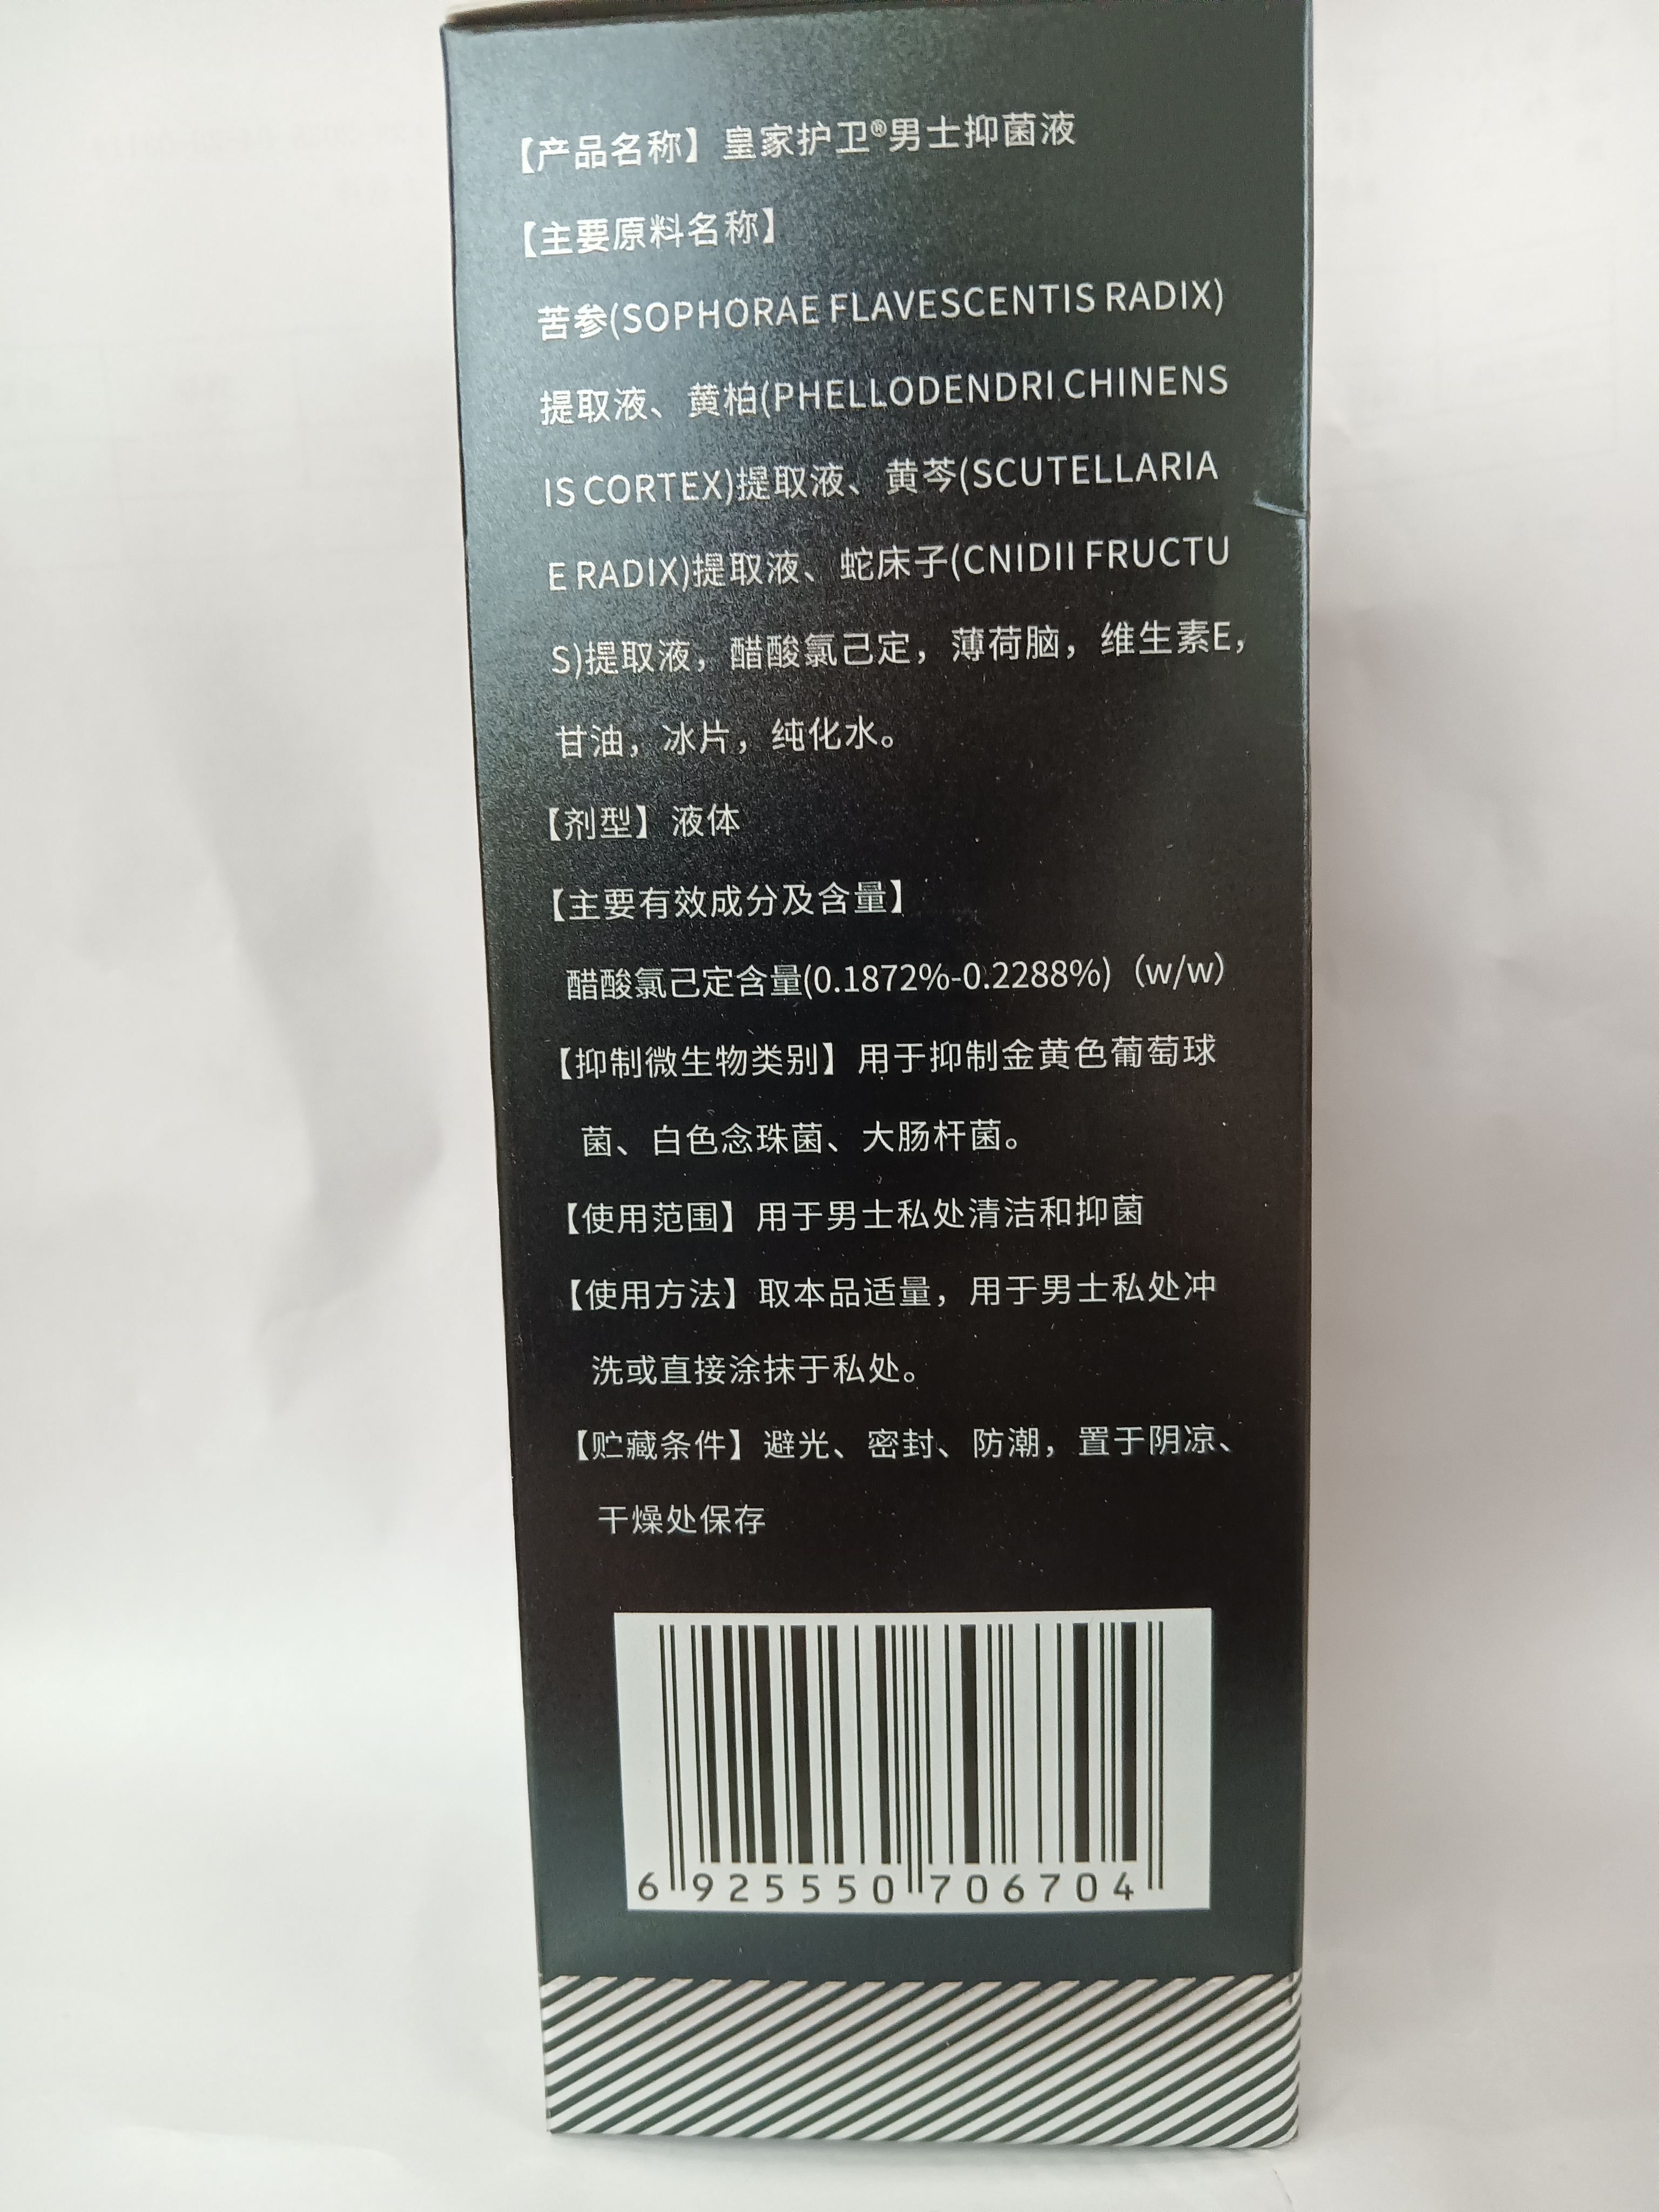 【产品名称】皇家护卫®男士抑菌液
【主要原料名称】
苦参(SOPHORAE FLAVESCENTIS RADIX)
提取液、黄柏(PHELLODENDRI CHINENS
IS CORTEX)提取液、黄芩(SCUTELLARIA
E RADIX)提取液、蛇床子(CNIDII FRUCTU
S)提取液，醋酸氯己定，薄荷脑，维生素E，
甘油，冰片，纯化水。
【剂型】液体
【主要有效成分及含量】
醋酸氯己定含量(0.1872%-0.2288%)（w/w）
【抑制微生物类别】用于抑制金黄色葡萄球
菌、白色念珠菌、大肠杆菌。
【使用范围】用于男士私处清洁和抑菌
【使用方法】取本品适量，用于男士私处冲
洗或直接涂抹于私处。
【贮藏条件】避光、密封、防潮，置于阴凉、
干燥处保存
6 925550 706704